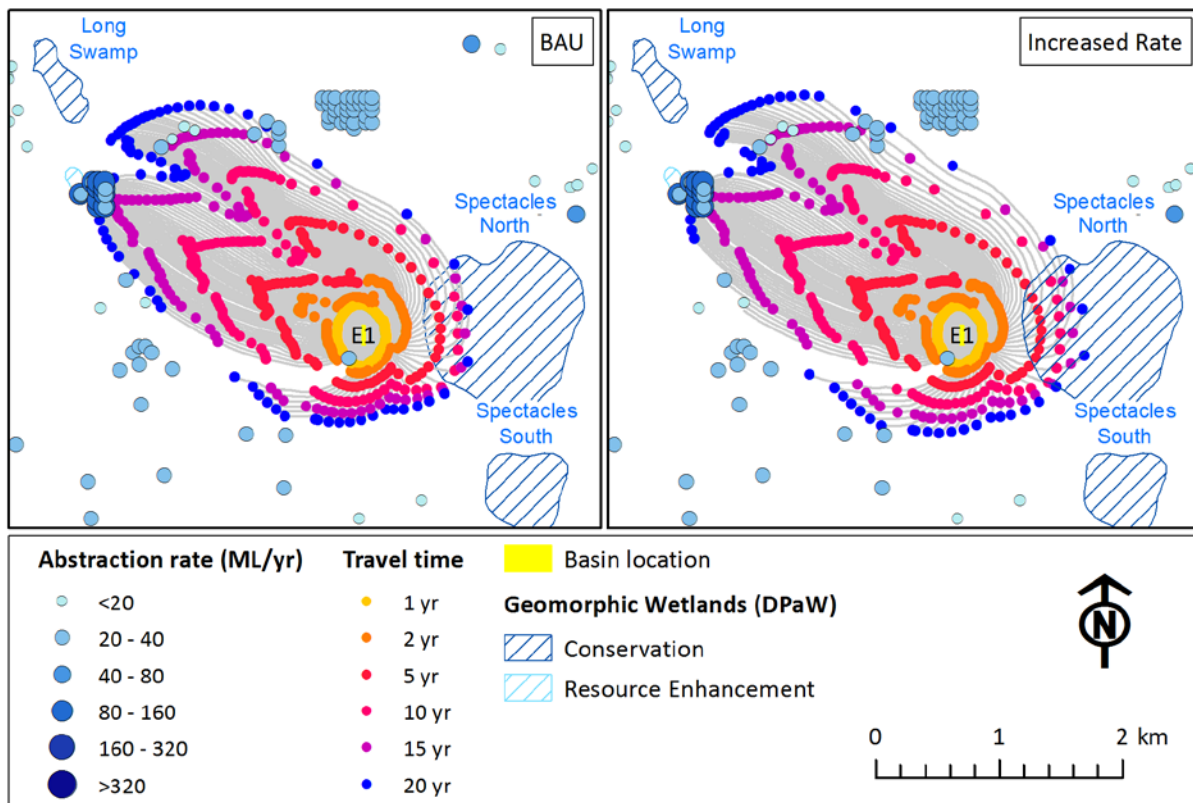 Long
Swamp
BAU
Spectacles
North
E1
Spectacles
South
Long
Swamp
Increased Rate
Spectacles
North
E1
Spectacles
South
Abstraction rate (ML/yr)
<20
20 - 40
40 - 80
80 - 160
160 - 320
>320
Travel time
1 yr
2 yr
5 yr
10 yr
15 yr
20 yr
Basin location
Geomorphic Wetlands (DPaW)
Conservation
Resource Enhancement
N
0 1 2 km